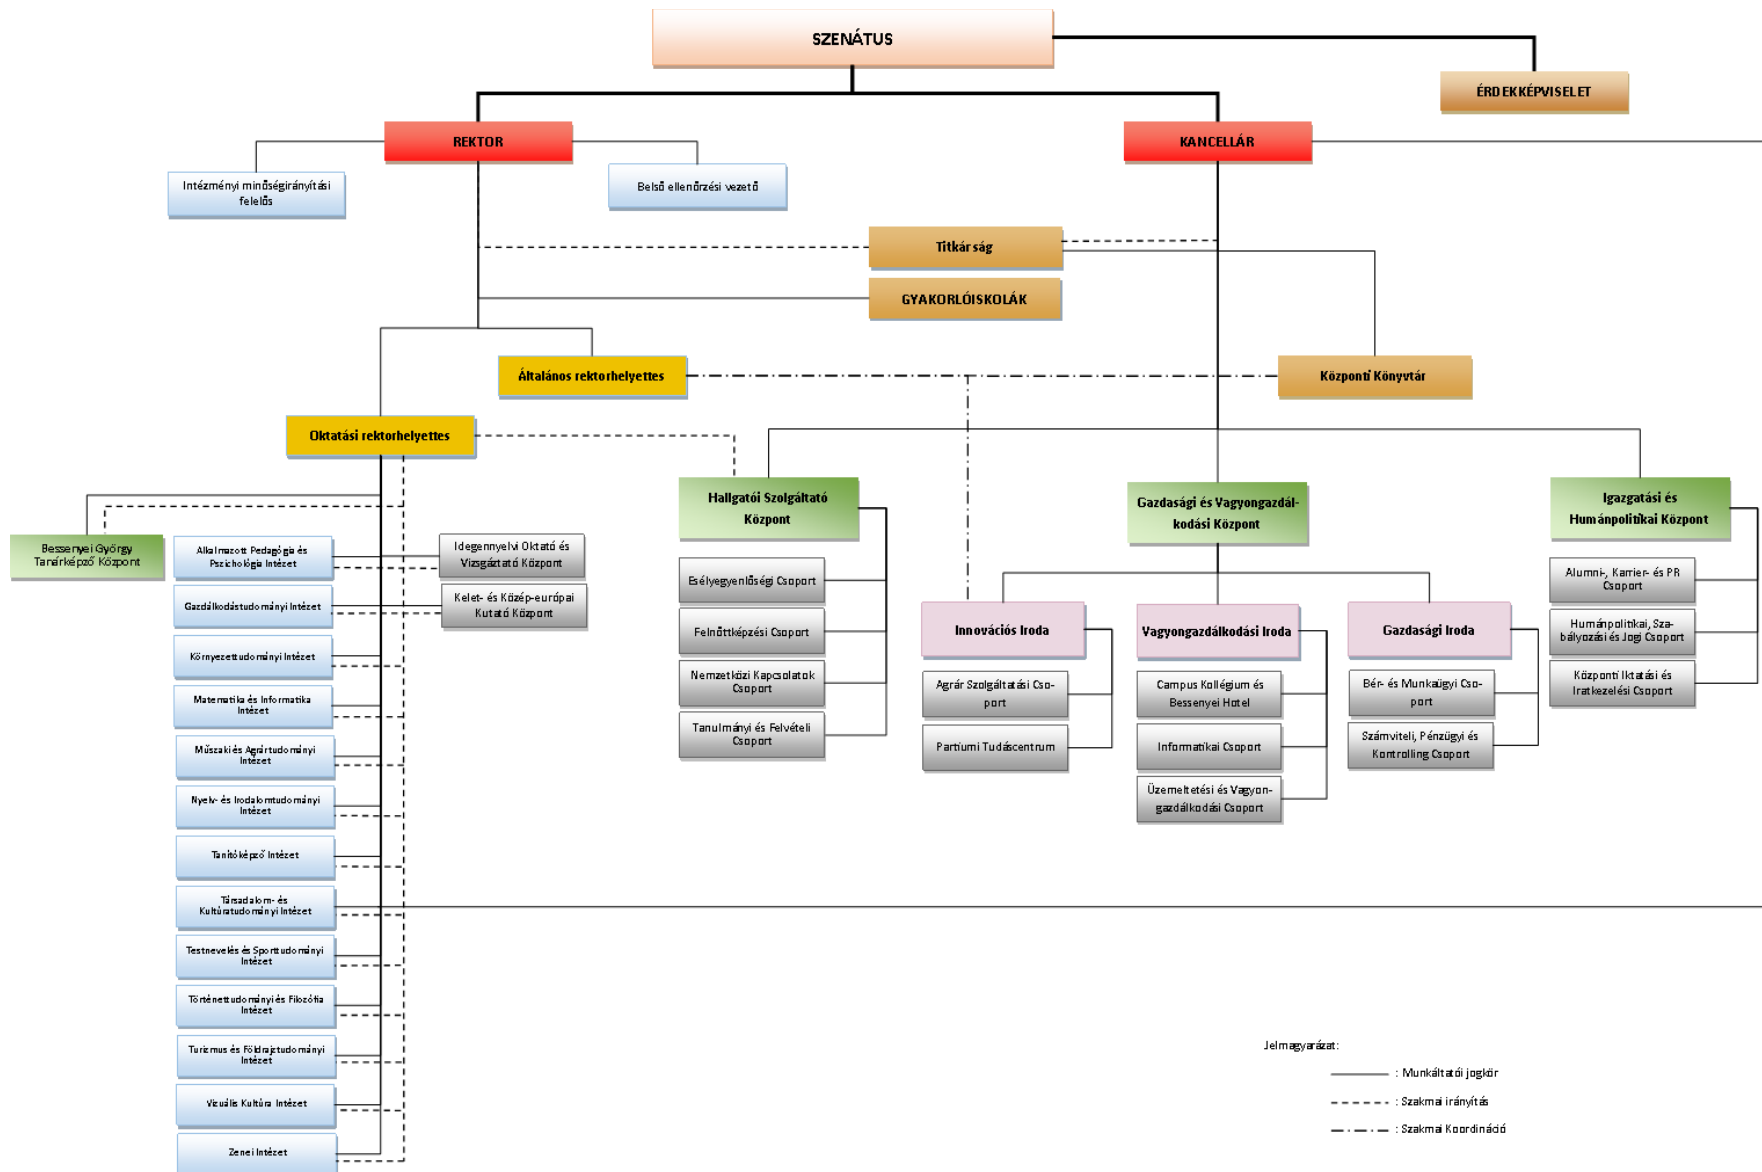 SZENÁTUS
ÉRDEKKÉPVISELET
REKTOR
KANCELLÁR
Intézményi minőségirányítási
felelős
Belső ellenőrzési vezető
Titkárság
GYAKORLÓISKOLÁK
Általános rektorhelyettes
Központi Könyvtár
Oktatási rektorhelyettes
Hallgatói Szolgáltató
Központ
Gazdasági és Vagyongazdál-
kodási Központ
Igazgatási és
Humánpolitikai Központ
Bessenyei György
Tanárképző Központ
Alkalmazott Pedagógia és
Pszichológia Intézet
Idegennyelvi Oktató és
Vizsgáztató Központ
Gazdálkodástudományi Intézet
Kelet- és Közép-európai
Kutató Központ
Környezettudományi Intézet
Matematika és Informatika
Intézet
Műszaki és Agrártudományi
Intézet
Nyelv- és Irodalomtudományi
Intézet
Tanítóképző Intézet
Társadalom- és
Kultúratudományi Intézet
Testnevelés és Sporttudományi
Intézet
Történettudományi és Filozófia
Intézet
Turizmus és Földrajztudományi
Intézet
Vizuális Kultúra Intézet
Zenei Intézet
Esélyegyenlőségi Csoport
Felnőttképzési Csoport
Nemzetközi Kapcsolatok
Csoport
Tanulmányi és Felvételi
Csoport
Innovációs Iroda
Agrár Szolgáltatási Cso-
port
Partiumi Tudáscentrum
Vagyongazdálkodási Iroda
Campus Kollégium és
Bessenyei Hotel
Informatikai Csoport
Üzemeltetési és Vagyon-
gazdálkodási Csoport
Gazdasági Iroda
Bér- és Munkaügyi Cso-
port
Számviteli, Pénzügyi és
Kontrolling Csoport
Alumni-, Karrier- és PR
Csoport
Humánpolitikai, Sza-
bályozási és Jogi Csoport
Központi Iktatási és
Iratkezelési Csoport
Jelmagyarázat:
: Munkáltatói jogkör
: Szakmai irányítás
: Szakmai Koordináció